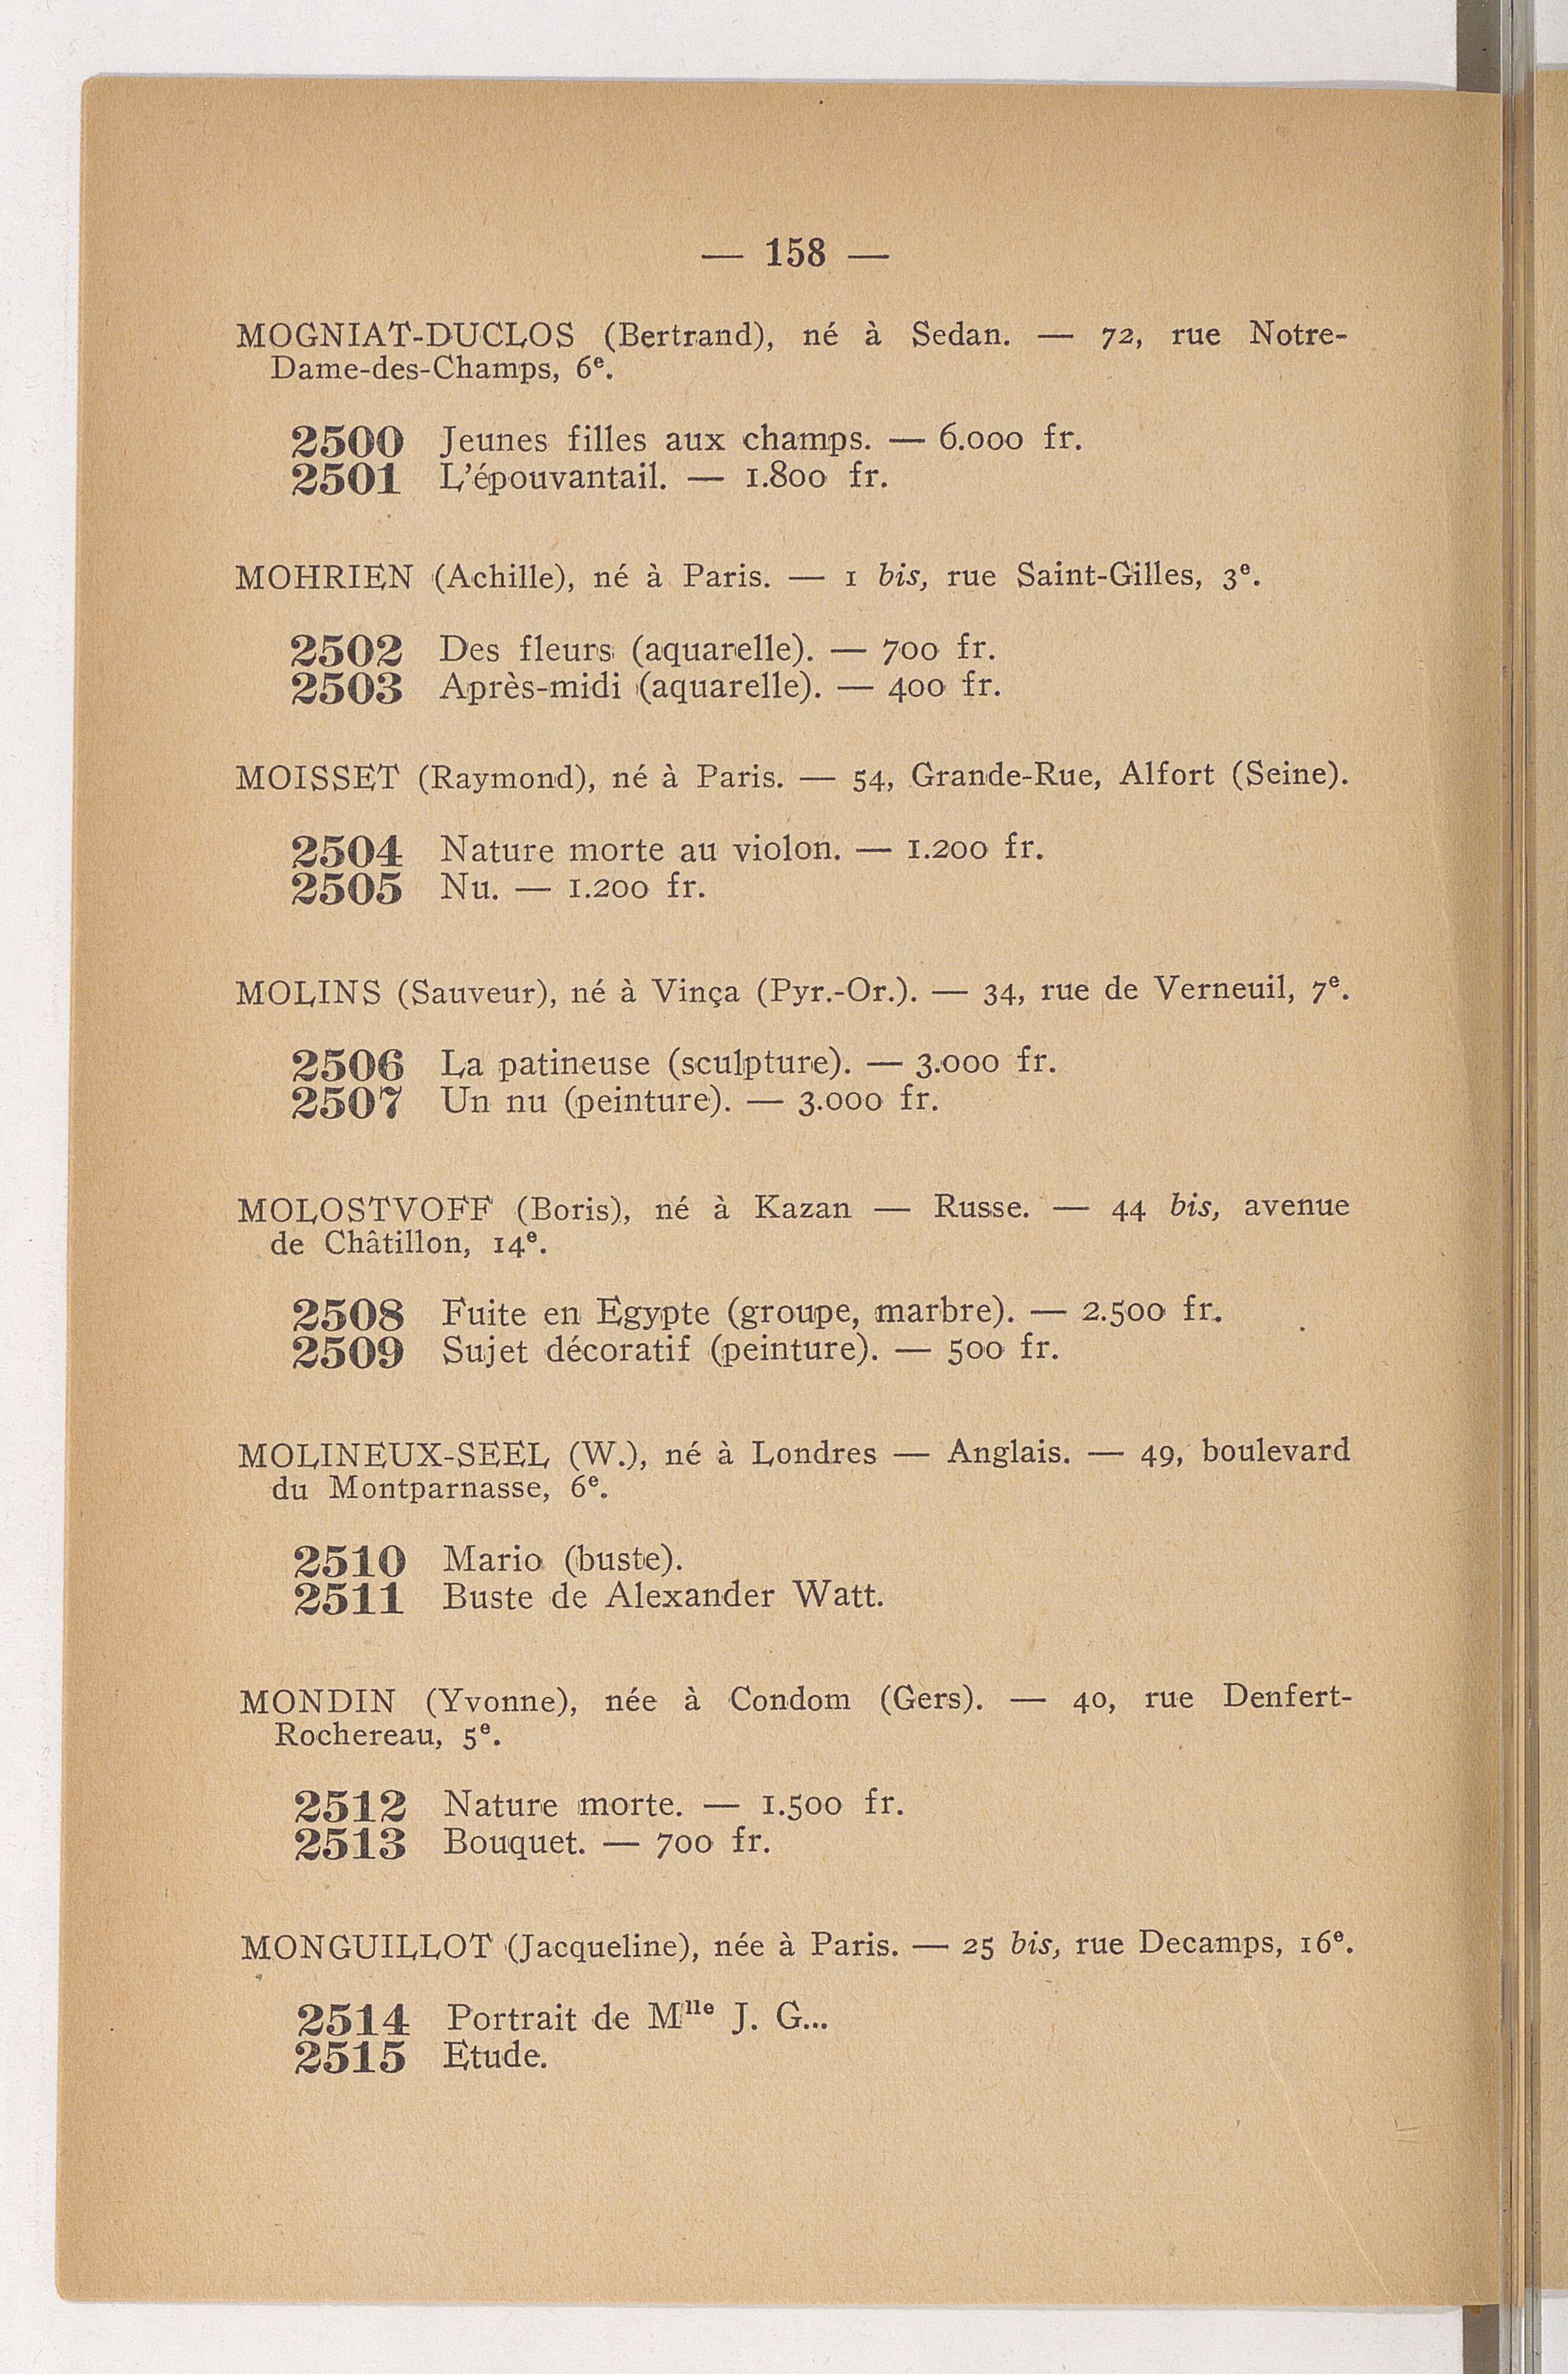 — 158 —
MOGNIAT-DUCLOS (Bertrand), né à Sedan. — 72, rue Notre-
Dame-des-Champs, 6e.
2500 Jeunes filles aux champs. — 6.000 fr.
2501 L'épouvantail. — 1.800 fr.
MOHRIEN (Achille), né à Paris. — 1 bis, rue Saint-Gilles, 3e.
2502 Des fleurs (aquarelle). — 700 fr.
2503 Après-midi (aquarelle). — 400 fr.
MOISSET (Raymond), né à Paris. — 54, Grande-Rue, Alfort (Seine).
2504 Nature morte au violon. — 1.200 fr.
2505 Nu. — 1.200 fr.
MOLINS (Sauveur), né à Vinça (Pyr.-Or.). — 34, rue de Verneuil, 7e.
2506 La patineuse (sculpture). — 3.000 fr.
2507 Un nu (peinture). — 3.000 fr.
MOLOSTVOFF (Boris), né à Kazan — Russe. — 44 bis, avenue
de Châtillon, 14e.
2508 Fuite en Egypte (groupe, marbre). — 2.500 fr.
2509 Sujet décoratif (peinture). — 500 fr.
MOLINEUX-SEEL (W.), né à Londres — Anglais. — 49, boulevard
du Montparnasse, 6e.
2510 Mario (buste).
2511 Buste de Alexander Watt.
MONDIN (Yvonne), née à Condom (Gers). — 40, rue Denfert-
Rochereau, 5e.
2512 Nature morte. — 1.500 fr.
2513 Bouquet. — 700 fr.
MONGUILLOT (Jacqueline), née à Paris. — 25 bis, rue Decamps, 16e.
2514 Portrait de Mlle J. G...
2515 Etude.